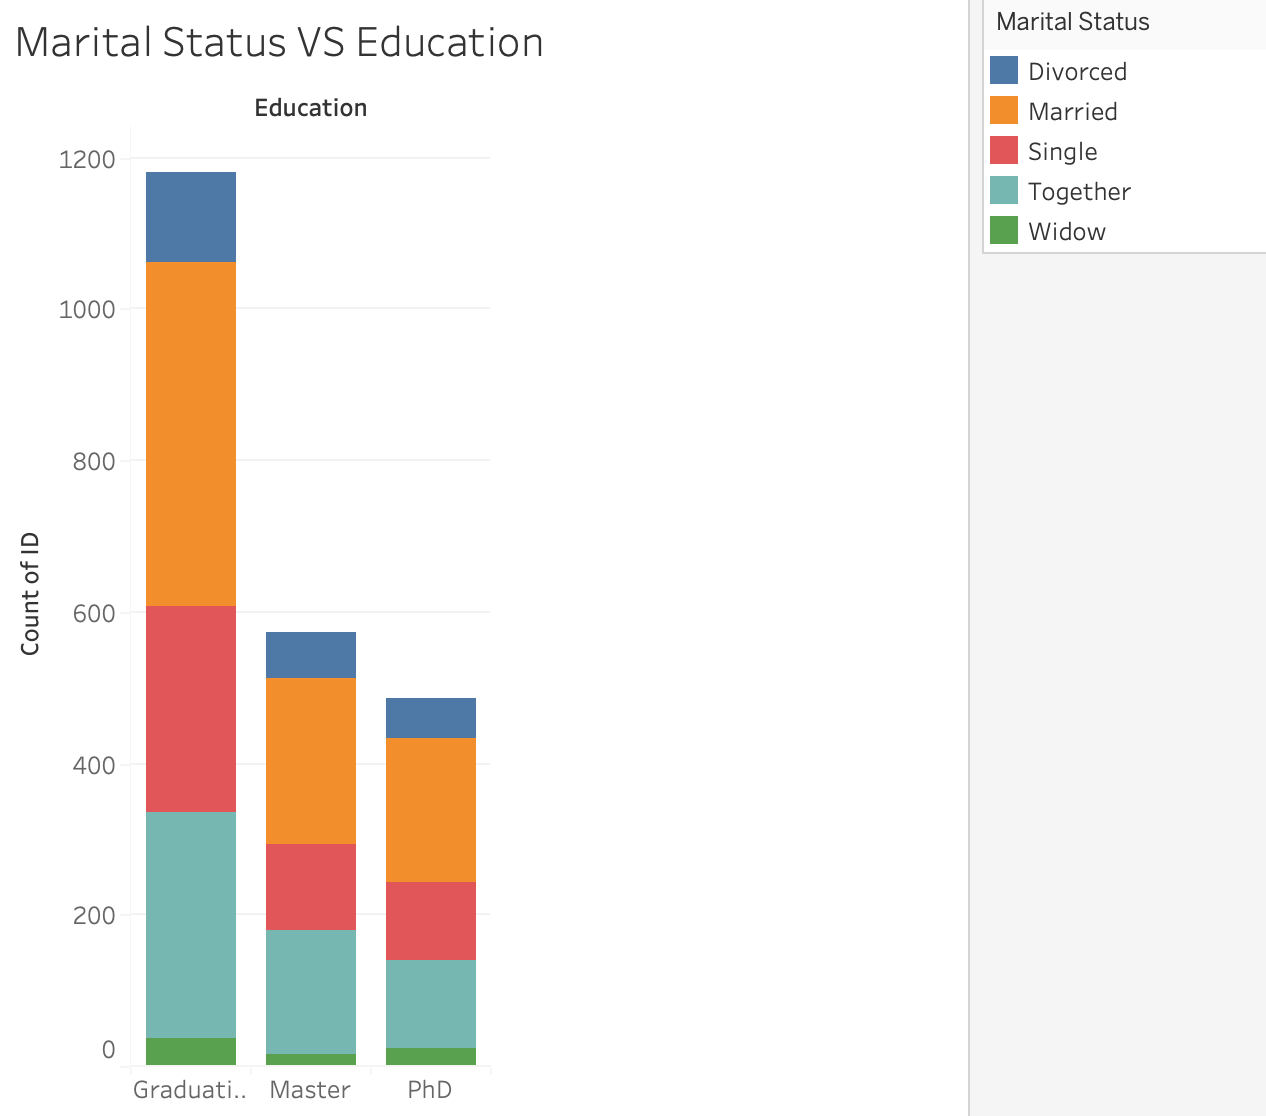 Marital Status VS Education
Education
1200
1000
800
600
400
200
0
Count of ID
Graduati..
Master
PhD
Marital Status
Divorced
Married
Single
Together
Widow